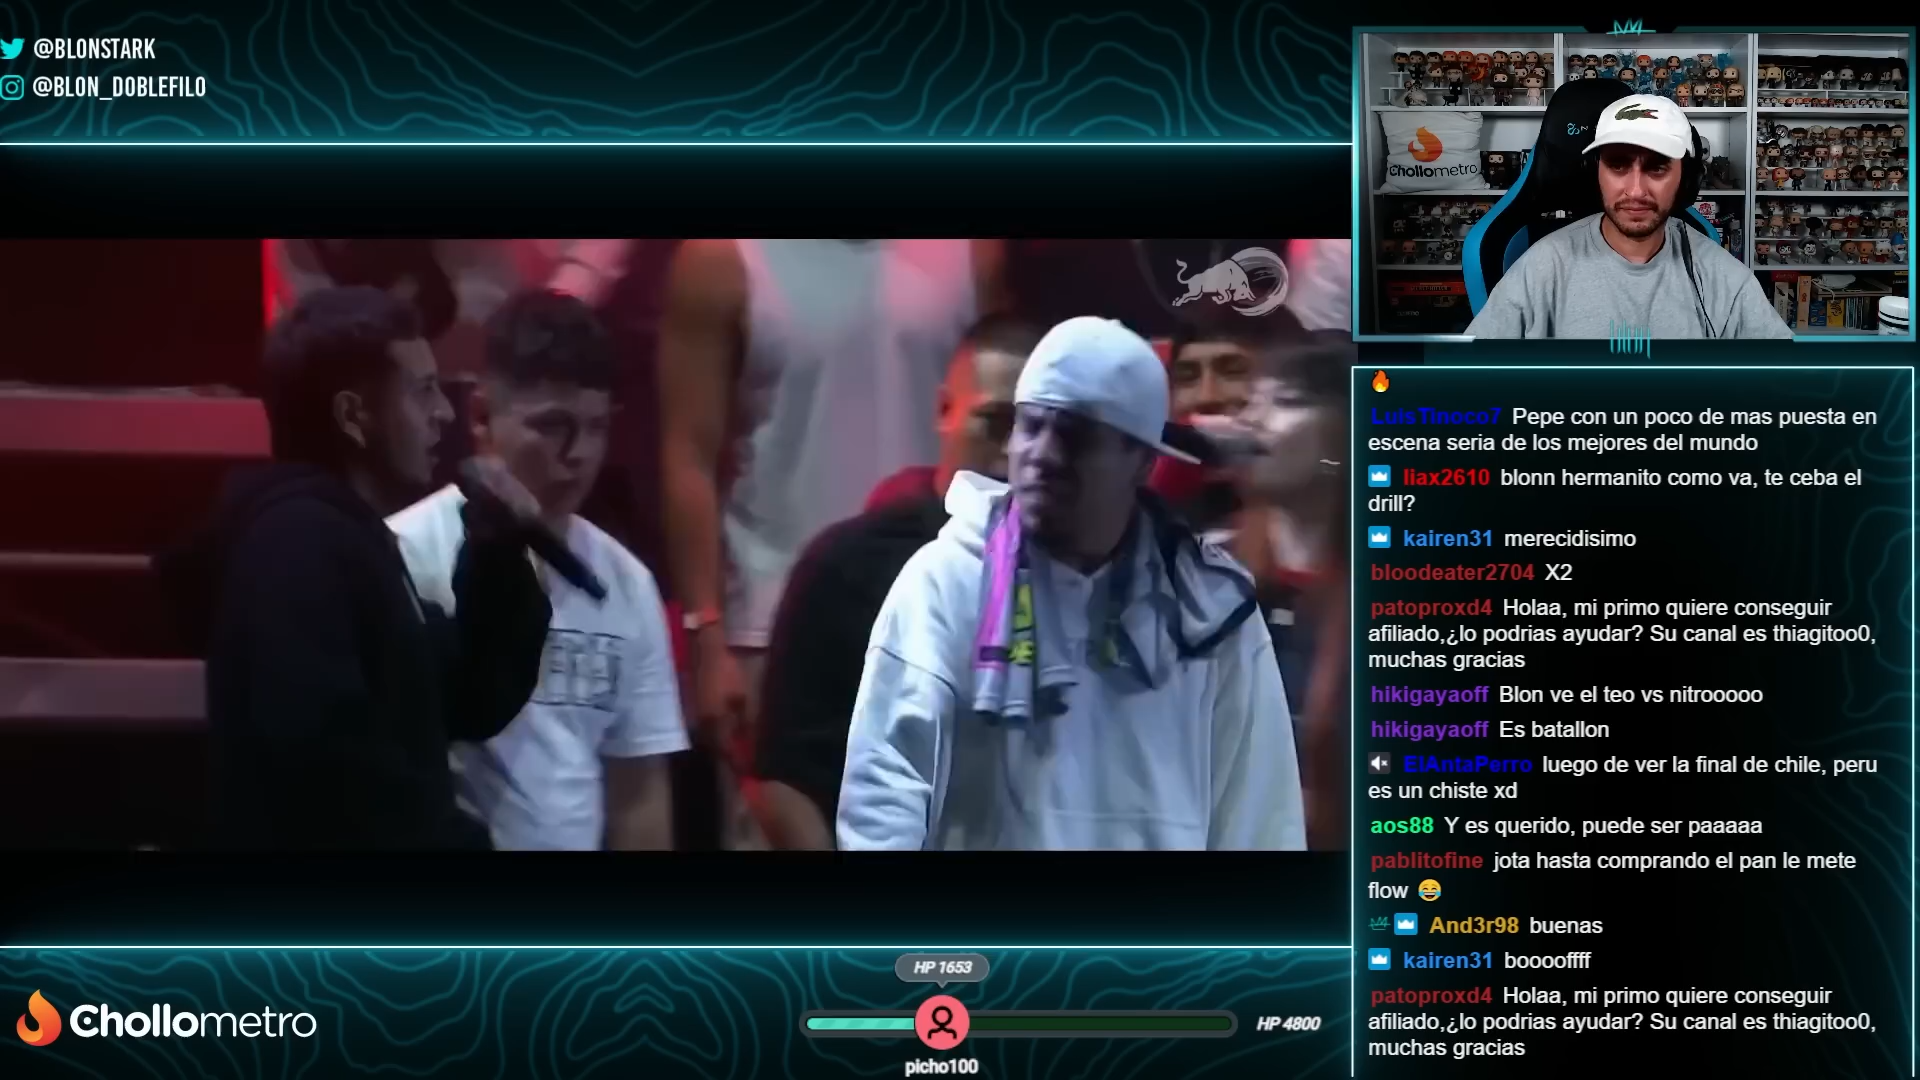 @BLONSTARK
@BLON_DOBLEFILO
Chollometro
LuisTinoco7 Pepe con un poco de mas puesta en
escena seria de los mejores del mundo
liax2610 blonn hermanito como va, te ceba el
drill?
kairen31 merecidisimo
bloodeater2704 X2
patoproxd4 Holaa, mi primo quiere conseguir
afiliado,¿lo podrias ayudar? Su canal es thiagitoo0,
muchas gracias
hikigayaoff Blon ve el teo vs nitrooooo
hikigayaoff Es batallon
ElAntaPerro luego de ver la final de chile, peru
es un chiste xd
aos88 Y es querido, puede ser paaaaa
pablitofine jota hasta comprando el pan le mete
flow 😂
And3r98 buenas
kairen31 booooffff
patoproxd4 Holaa, mi primo quiere conseguir
afiliado,¿lo podrias ayudar? Su canal es thiagitoo0,
muchas gracias
HP 1653
HP 4800
picho100
Chollometro